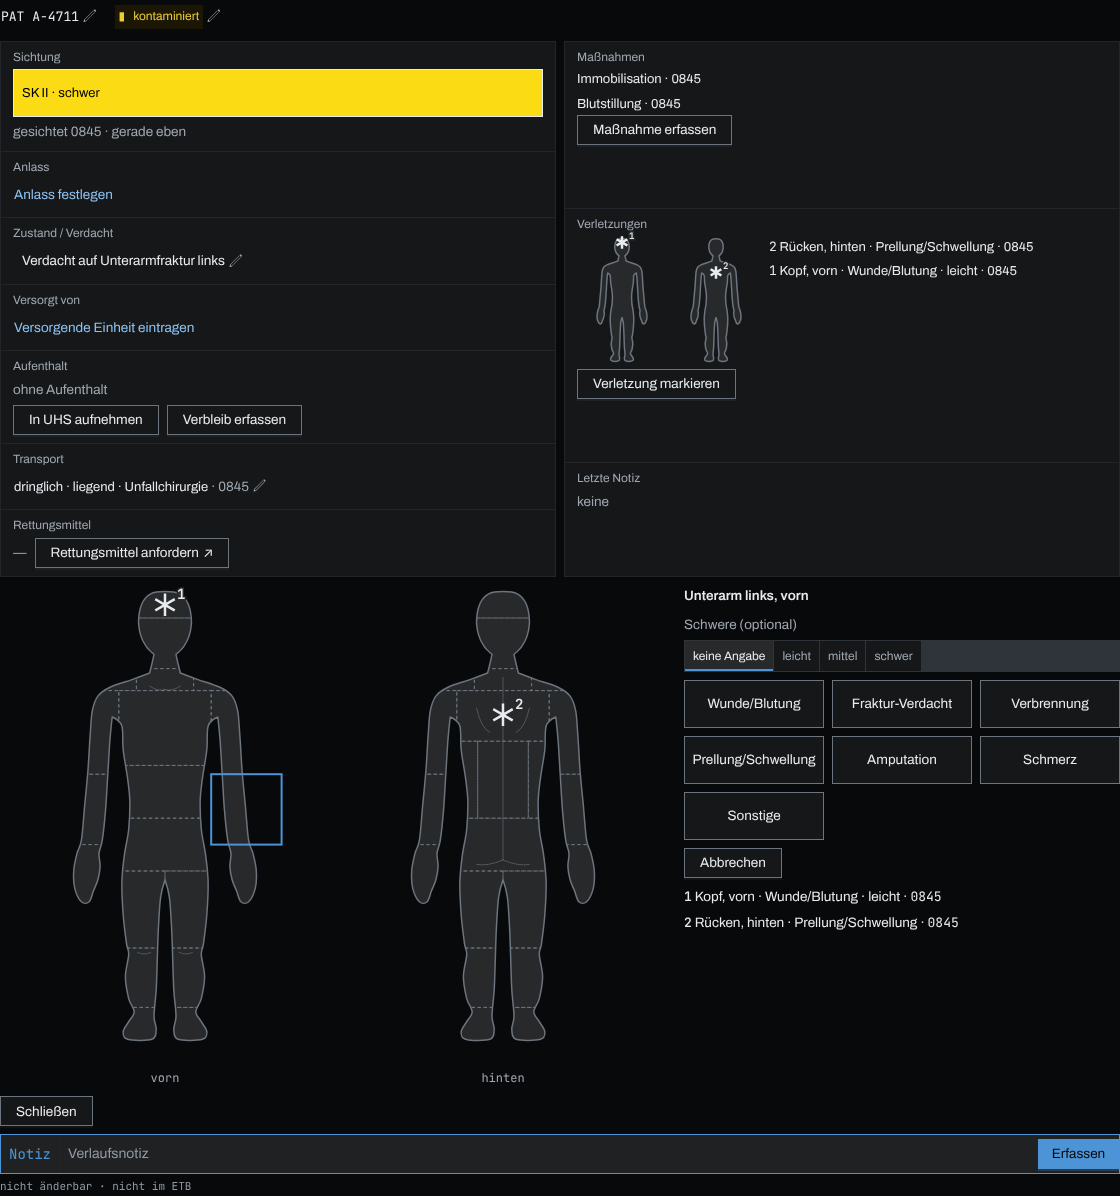 PAT A-4711
kontaminiert
Sichtung
SK II · schwer
gesichtet 0845 · gerade eben
Anlass
Anlass festlegen
Zustand / Verdacht
Verdacht auf Unterarmfraktur links
Versorgt von
Versorgende Einheit eintragen
Aufenthalt
ohne Aufenthalt
In UHS aufnehmen
Verbleib erfassen
Transport
dringlich · liegend · Unfallchirurgie · 0845
Rettungsmittel
— Rettungsmittel anfordern ↗
Maßnahmen
Immobilisation · 0845
Blutstillung · 0845
Maßnahme erfassen
Verletzungen
1
2
2 Rücken, hinten · Prellung/Schwellung · 0845
1 Kopf, vorn · Wunde/Blutung · leicht · 0845
Verletzung markieren
Letzte Notiz
keine
1
2
vorn
hinten
Unterarm links, vorn
Schwere (optional)
keine Angabe leicht mittel schwer
Wunde/Blutung Fraktur-Verdacht Verbrennung
Prellung/Schwellung Amputation Schmerz
Sonstige
Abbrechen
1 Kopf, vorn · Wunde/Blutung · leicht · 0845
2 Rücken, hinten · Prellung/Schwellung · 0845
Schließen
Notiz Verlaufsnotiz Erfassen
nicht änderbar · nicht im ETB